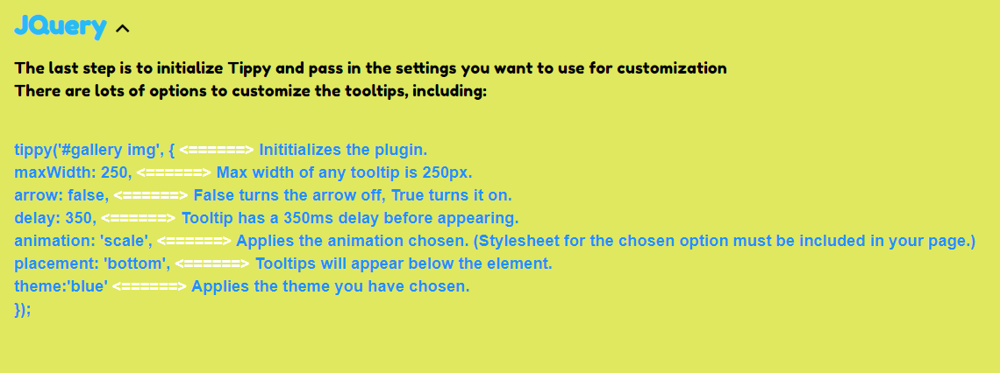 JQuery
The last step is to initialize Tippy and pass in the settings you want to use for customization
There are lots of options to customize the tooltips, including:
tippy('#gallery img', { <======> Inititializes the plugin.
maxWidth: 250, <======> Max width of any tooltip is 250px.
arrow: false, <======> False turns the arrow off, True turns it on.
delay: 350, <======> Tooltip has a 350ms delay before appearing.
animation: 'scale', <======> Applies the animation chosen. (Stylesheet for the chosen option must be included in your page.)
placement: 'bottom', <======> Tooltips will appear below the element.
theme:'blue' <======> Applies the theme you have chosen.
});